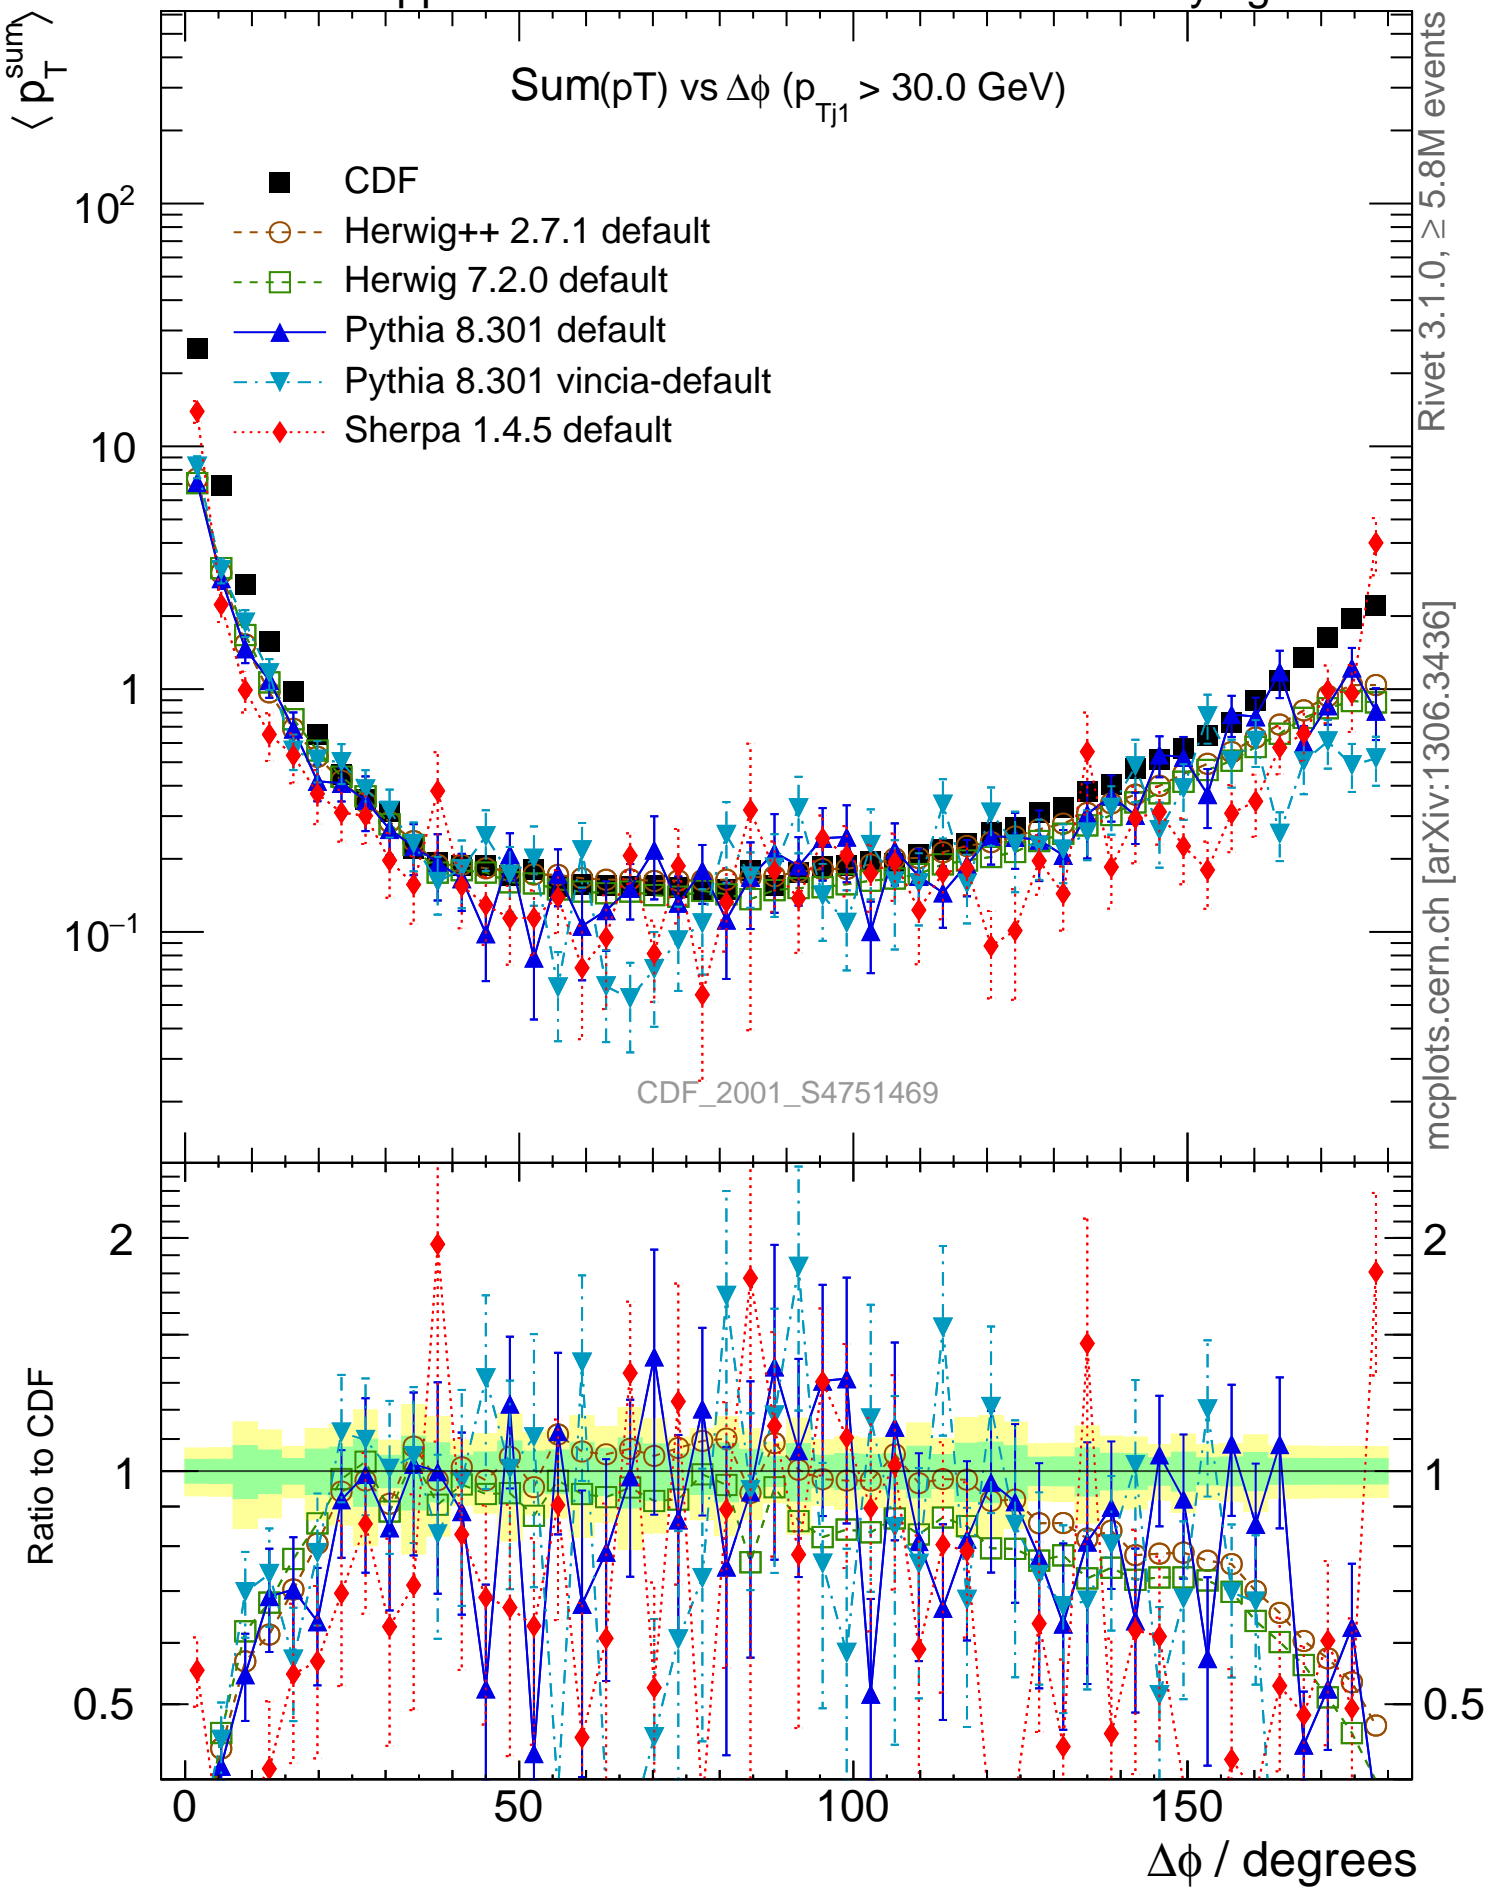 ⟨ p_T^sum ⟩
Sum(pT) vs Δϕ (p_Tj1 > 30.0 GeV)
CDF
Herwig++ 2.7.1 default
Herwig 7.2.0 default
Pythia 8.301 default
Pythia 8.301 vincia-default
Sherpa 1.4.5 default
10²
10
1
10⁻¹
CDF_2001_S4751469
Rivet 3.1.0, ≥ 5.8M events
mcplots.cern.ch [arXiv:1306.3436]
Ratio to CDF
2
1
0.5
2
1
0.5
0 50 100 150
Δϕ / degrees